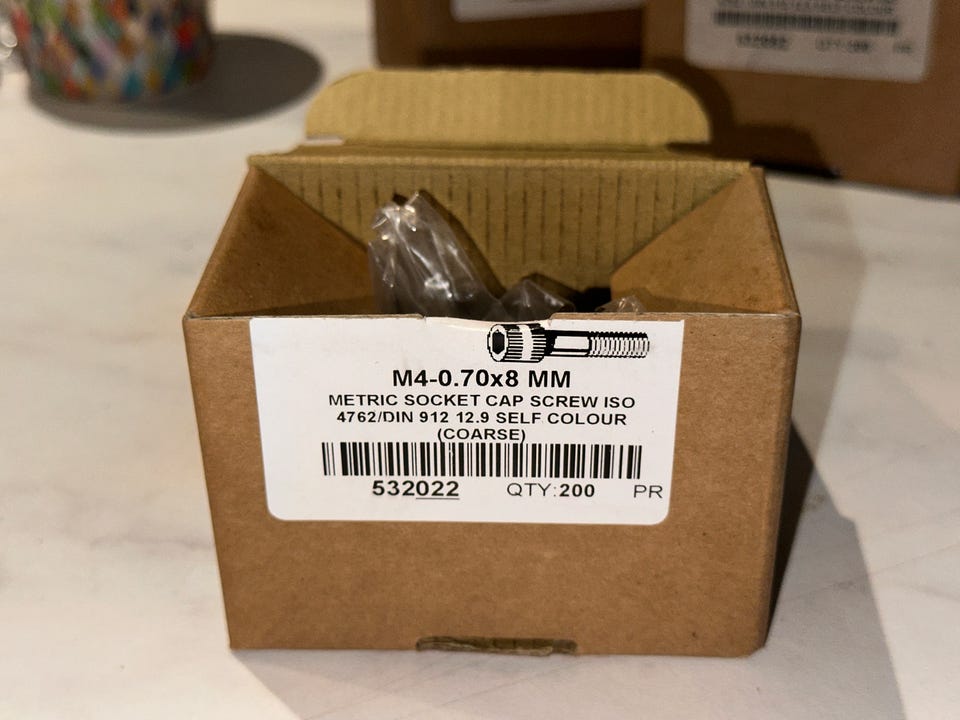 M4-0.70x8 MM
METRIC SOCKET CAP SCREW ISO
4762/DIN 912 12.9 SELF COLOUR
(COARSE)
532022 QTY:200 PR